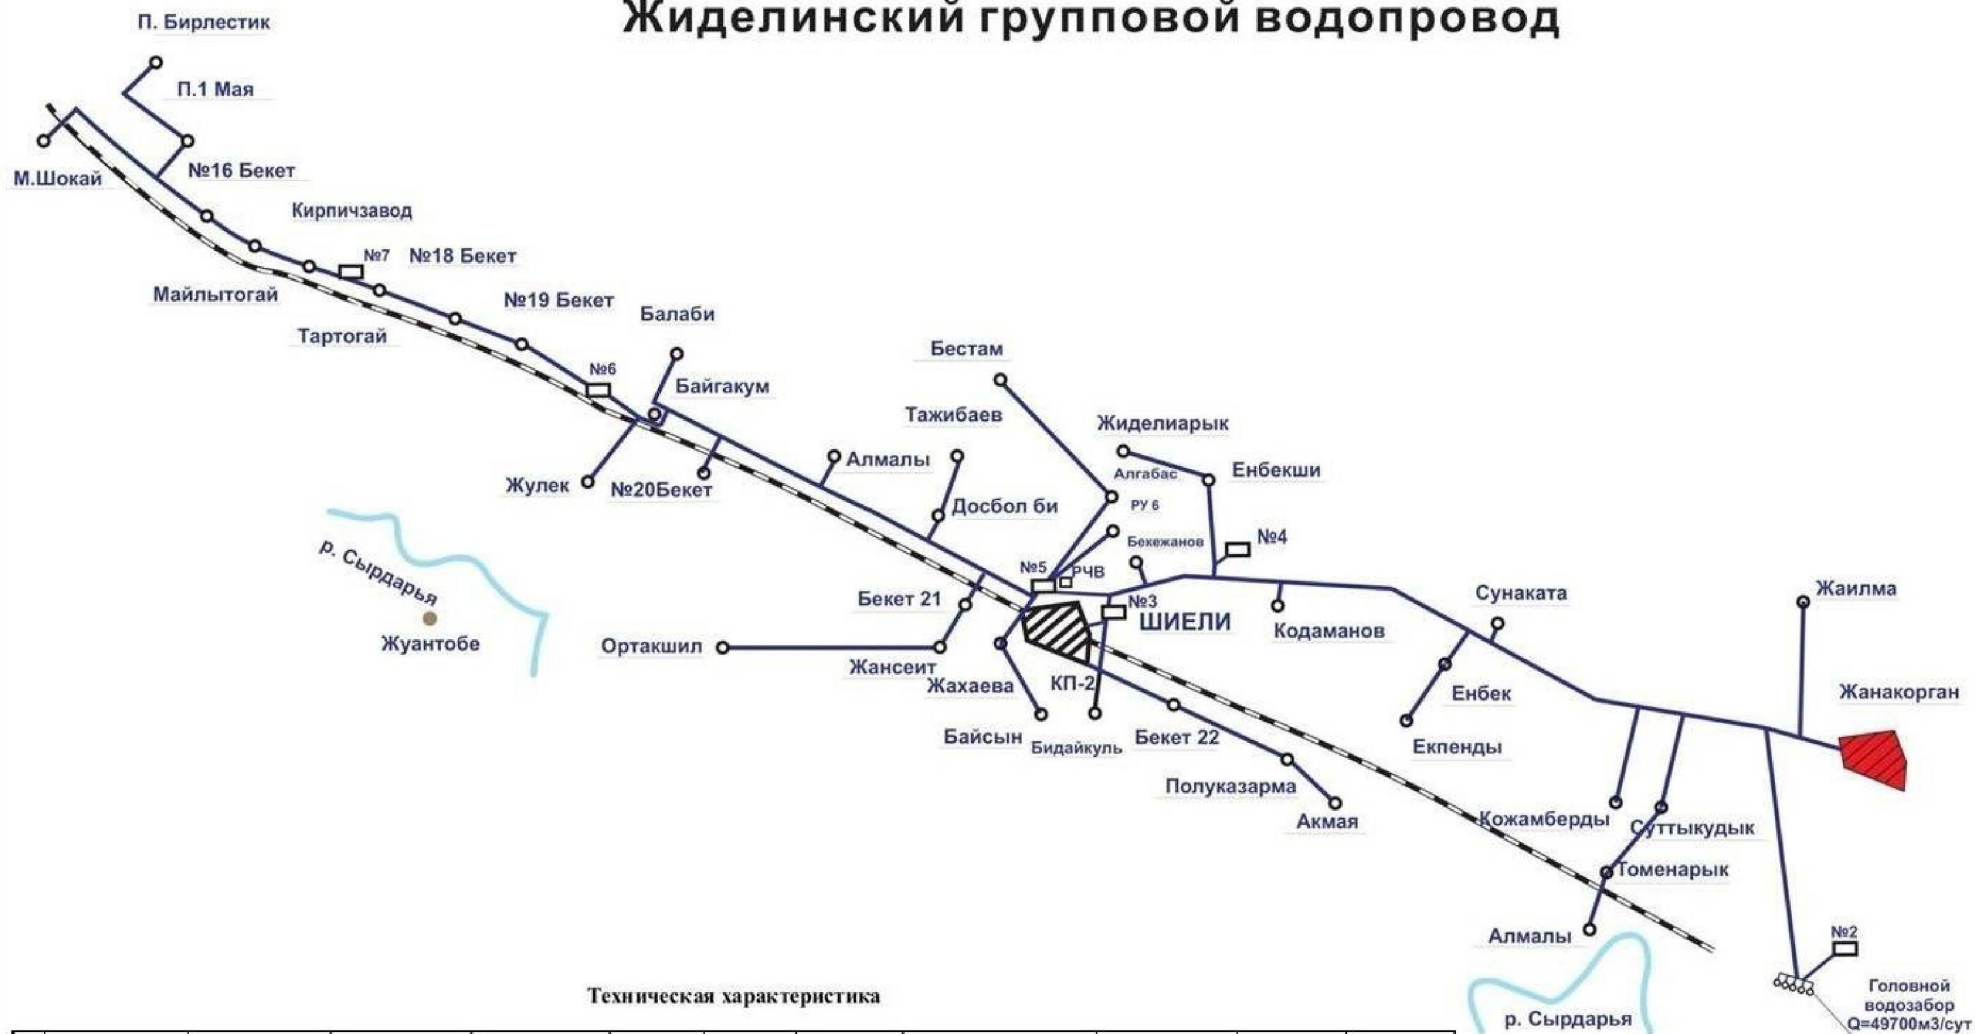 Жиделинский групповой водопровод
П. Бирлестик
П.1 Мая
№16 Бекет
М.Шокай
Кирпичзавод
№7
№18 Бекет
Майлытогай
№19 Бекет
Тартогай
Балаби
№6
Байгакум
Бестам
Тажибаев
Жиделиарык
Алмалы
Алгабас
Енбекши
Жулек
№20Бекет
Досбол би
РУ 6
р. Сырдарья
Бекежанов
№4
№5
РЧВ
Бекет 21
№3
ШИЕЛИ
Сунаката
Жаилма
Жуантобе
Ортакшил
Кодаманов
Жансеит
Жахаева
КП-2
Енбек
Жанакорган
Байсын
Бидайкуль
Бекет 22
Екпенды
Полуказарма
Акмая
Кожамберды
Суттыкудык
Томенарык
Алмалы
№2
Техническая характеристика
р. Сырдарья
Головной
водозабор
Q=49700м3/сут